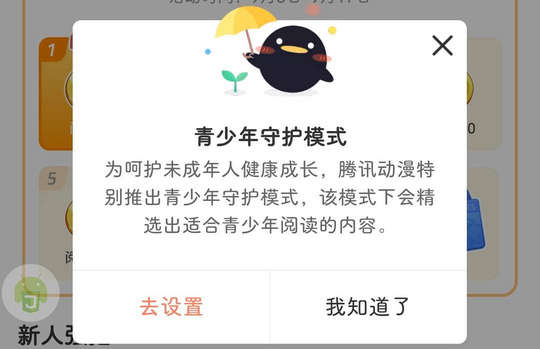 1
5
0
青少年守护模式
为呵护未成年人健康成长，腾讯动漫特
别推出青少年守护模式，该模式下会精
选出适合青少年阅读的内容。
去设置
我知道了
新人